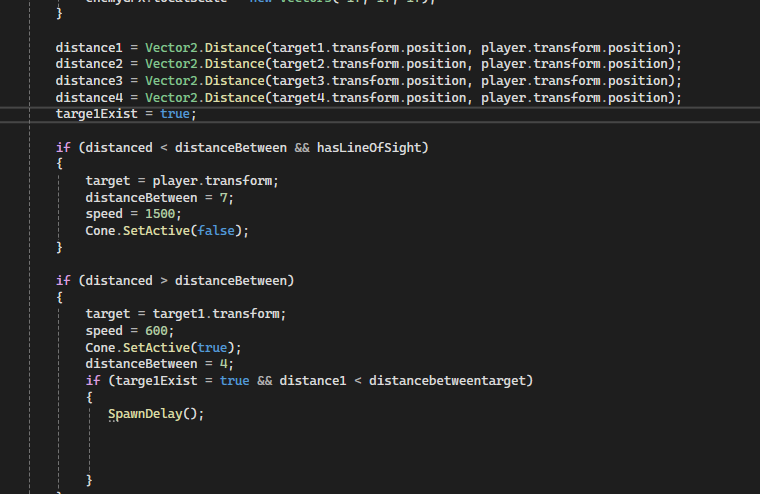 }
distance1 = Vector2.Distance(target1.transform.position, player.transform.position);
distance2 = Vector2.Distance(target2.transform.position, player.transform.position);
distance3 = Vector2.Distance(target3.transform.position, player.transform.position);
distance4 = Vector2.Distance(target4.transform.position, player.transform.position);
targe1Exist = true;
if (distanced < distanceBetween && hasLineOfSight)
{
target = player.transform;
distanceBetween = 7;
speed = 1500;
Cone.SetActive(false);
}
if (distanced > distanceBetween)
{
target = target1.transform;
speed = 600;
Cone.SetActive(true);
distanceBetween = 4;
if (targe1Exist = true && distance1 < distancebetweentarget)
{
SpawnDelay();
}